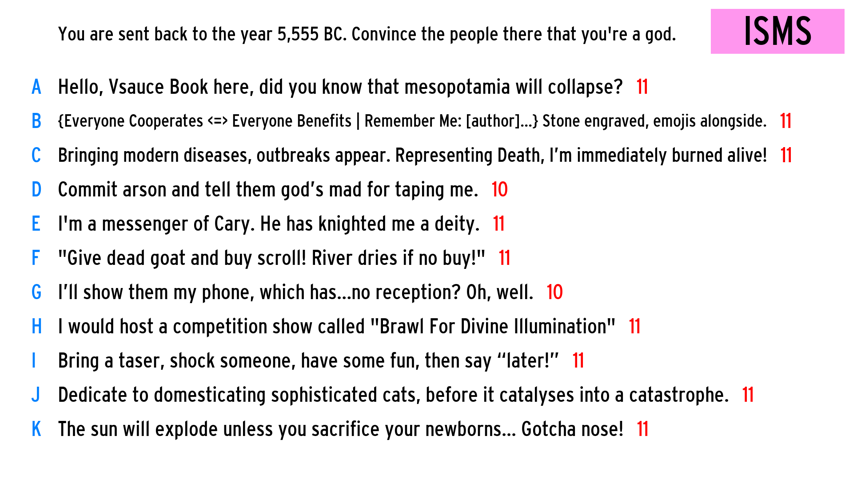 You are sent back to the year 5,555 BC. Convince the people there that you're a god.
ISMS
A Hello, Vsauce Book here, did you know that mesopotamia will collapse? 11
B {Everyone Cooperates <=> Everyone Benefits | Remember Me: [author]...} Stone engraved, emojis alongside. 11
C Bringing modern diseases, outbreaks appear. Representing Death, I’m immediately burned alive! 11
D Commit arson and tell them god’s mad for taping me. 10
E I'm a messenger of Cary. He has knighted me a deity. 11
F "Give dead goat and buy scroll! River dries if no buy!" 11
G I’ll show them my phone, which has...no reception? Oh, well. 10
H I would host a competition show called "Brawl For Divine Illumination" 11
I Bring a taser, shock someone, have some fun, then say “later!” 11
J Dedicate to domesticating sophisticated cats, before it catalyses into a catastrophe. 11
K The sun will explode unless you sacrifice your newborns... Gotcha nose! 11